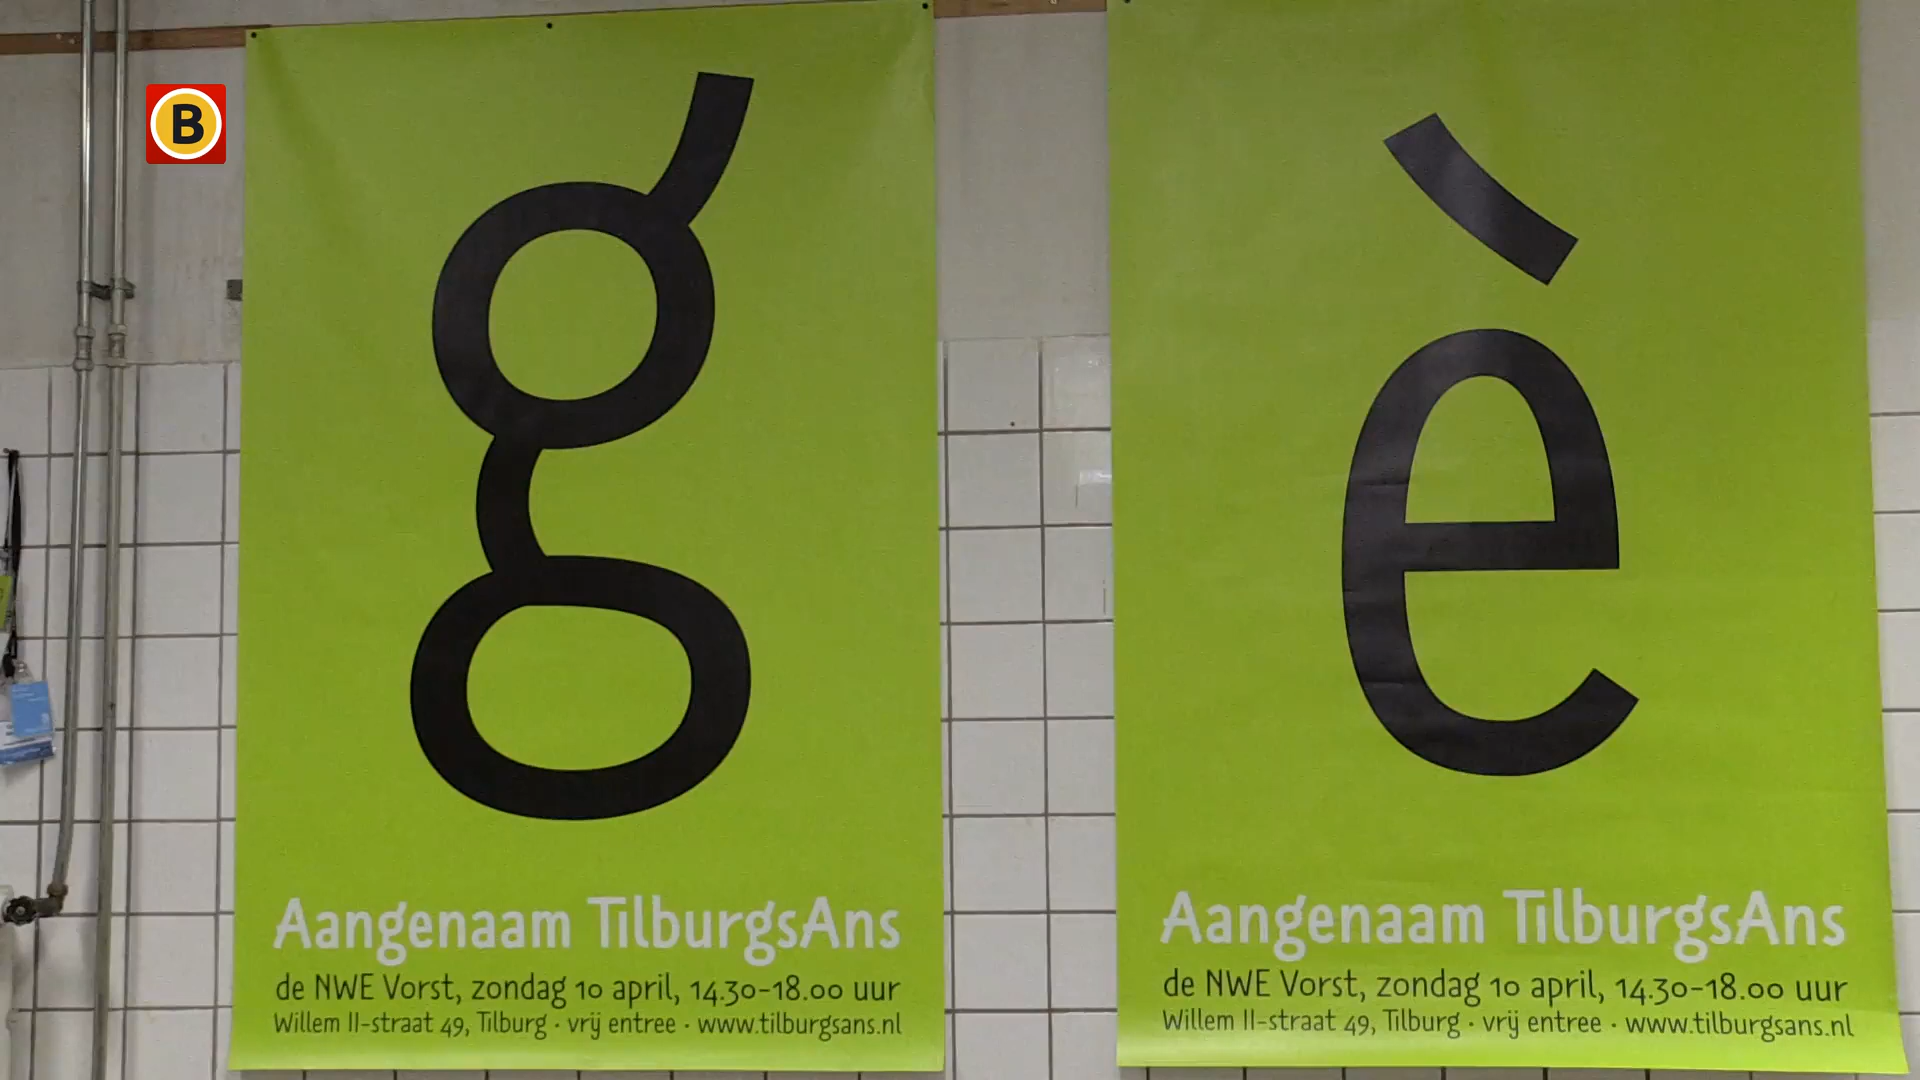 B
g
Aangenaam TilburgsAns
de NWE Vorst, zondag 10 april, 14.30-18.00 uur
Willem II-straat 49, Tilburg · vrij entree · www.tilburgsans.nl
è
Aangenaam TilburgsAns
de NWE Vorst, zondag 10 april, 14.30-18.00 uur
Willem II-straat 49, Tilburg · vrij entree · www.tilburgsans.nl